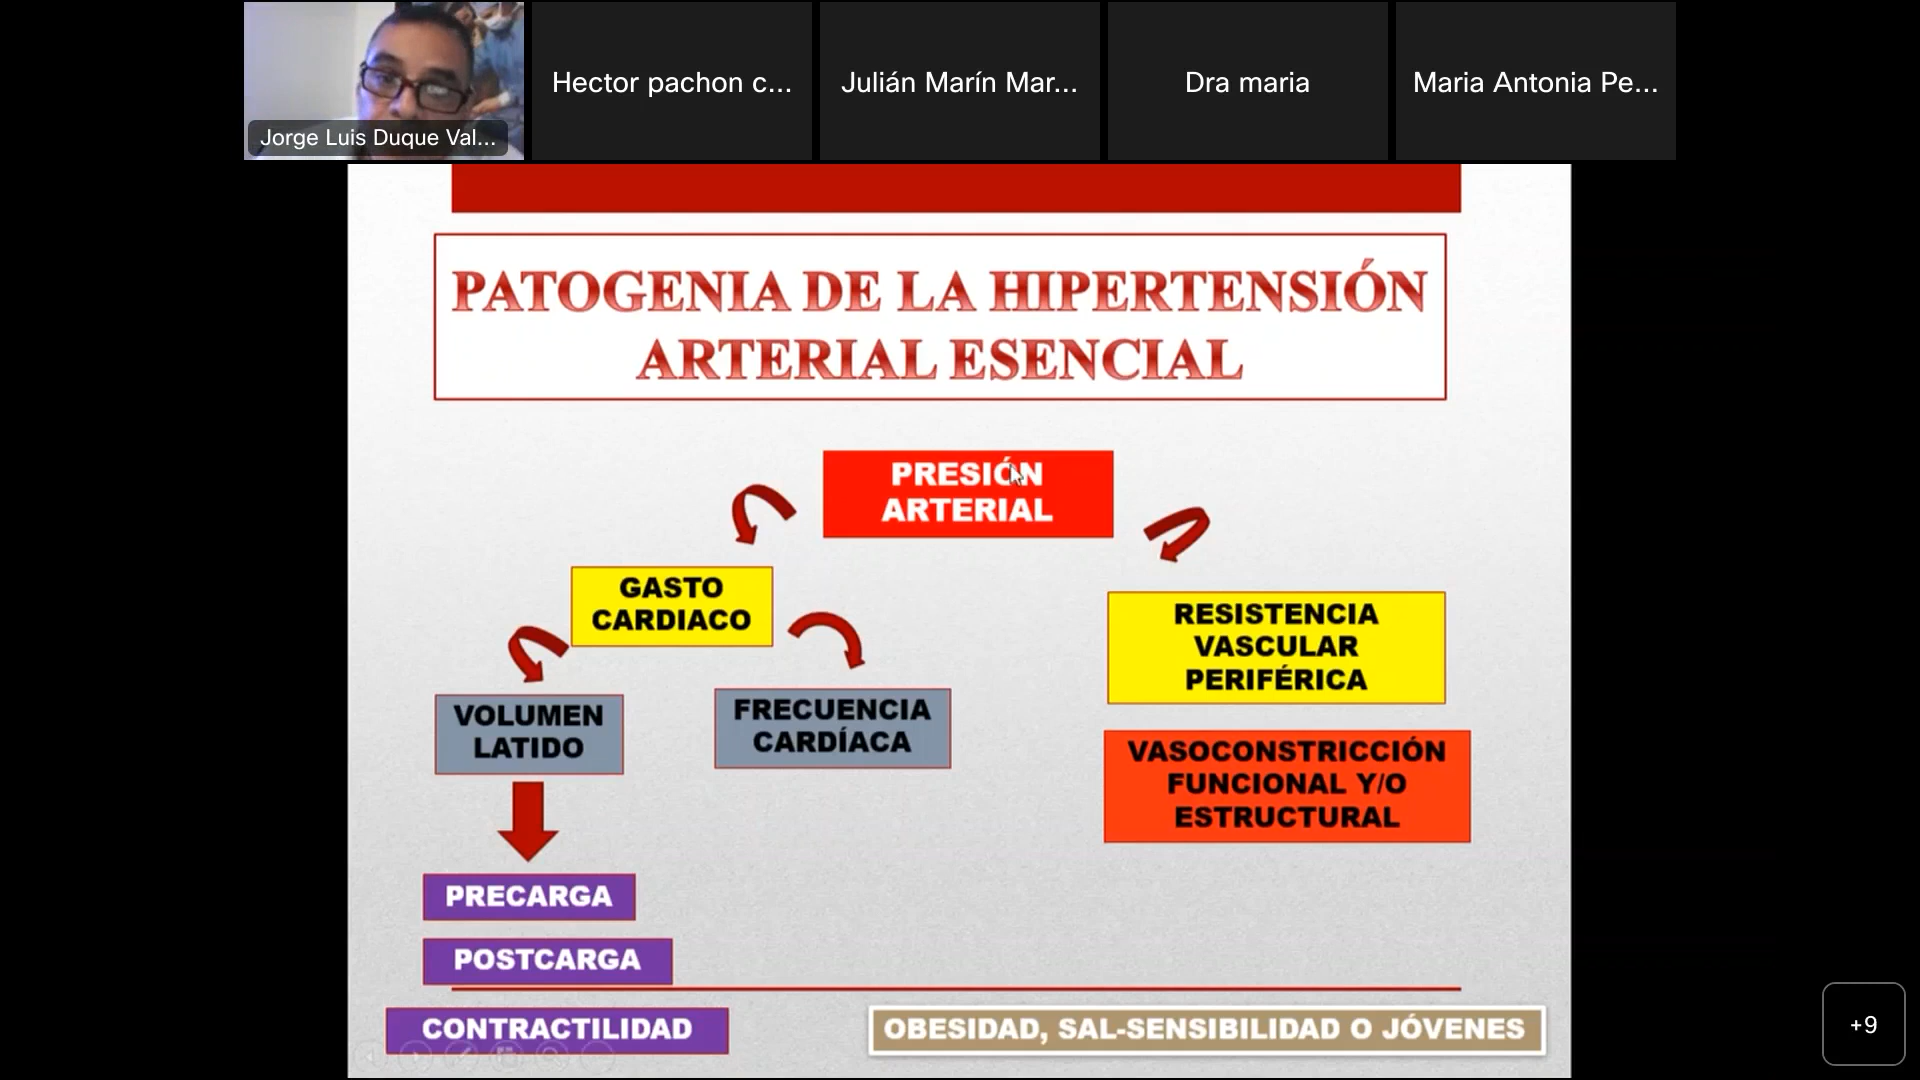 Jorge Luis Duque Val...
Hector pachon c...
Julián Marín Mar...
Dra maria
Maria Antonia Pe...
PATOGENIA DE LA HIPERTENSIÓN
ARTERIAL ESENCIAL
PRESIÓN
ARTERIAL
GASTO
CARDIACO
RESISTENCIA
VASCULAR
PERIFÉRICA
VOLUMEN
LATIDO
FRECUENCIA
CARDÍACA
VASOCONSTRICCIÓN
FUNCIONAL Y/O
ESTRUCTURAL
PRECARGA
POSTCARGA
CONTRACTILIDAD
OBESIDAD, SAL-SENSIBILIDAD O JÓVENES
+9